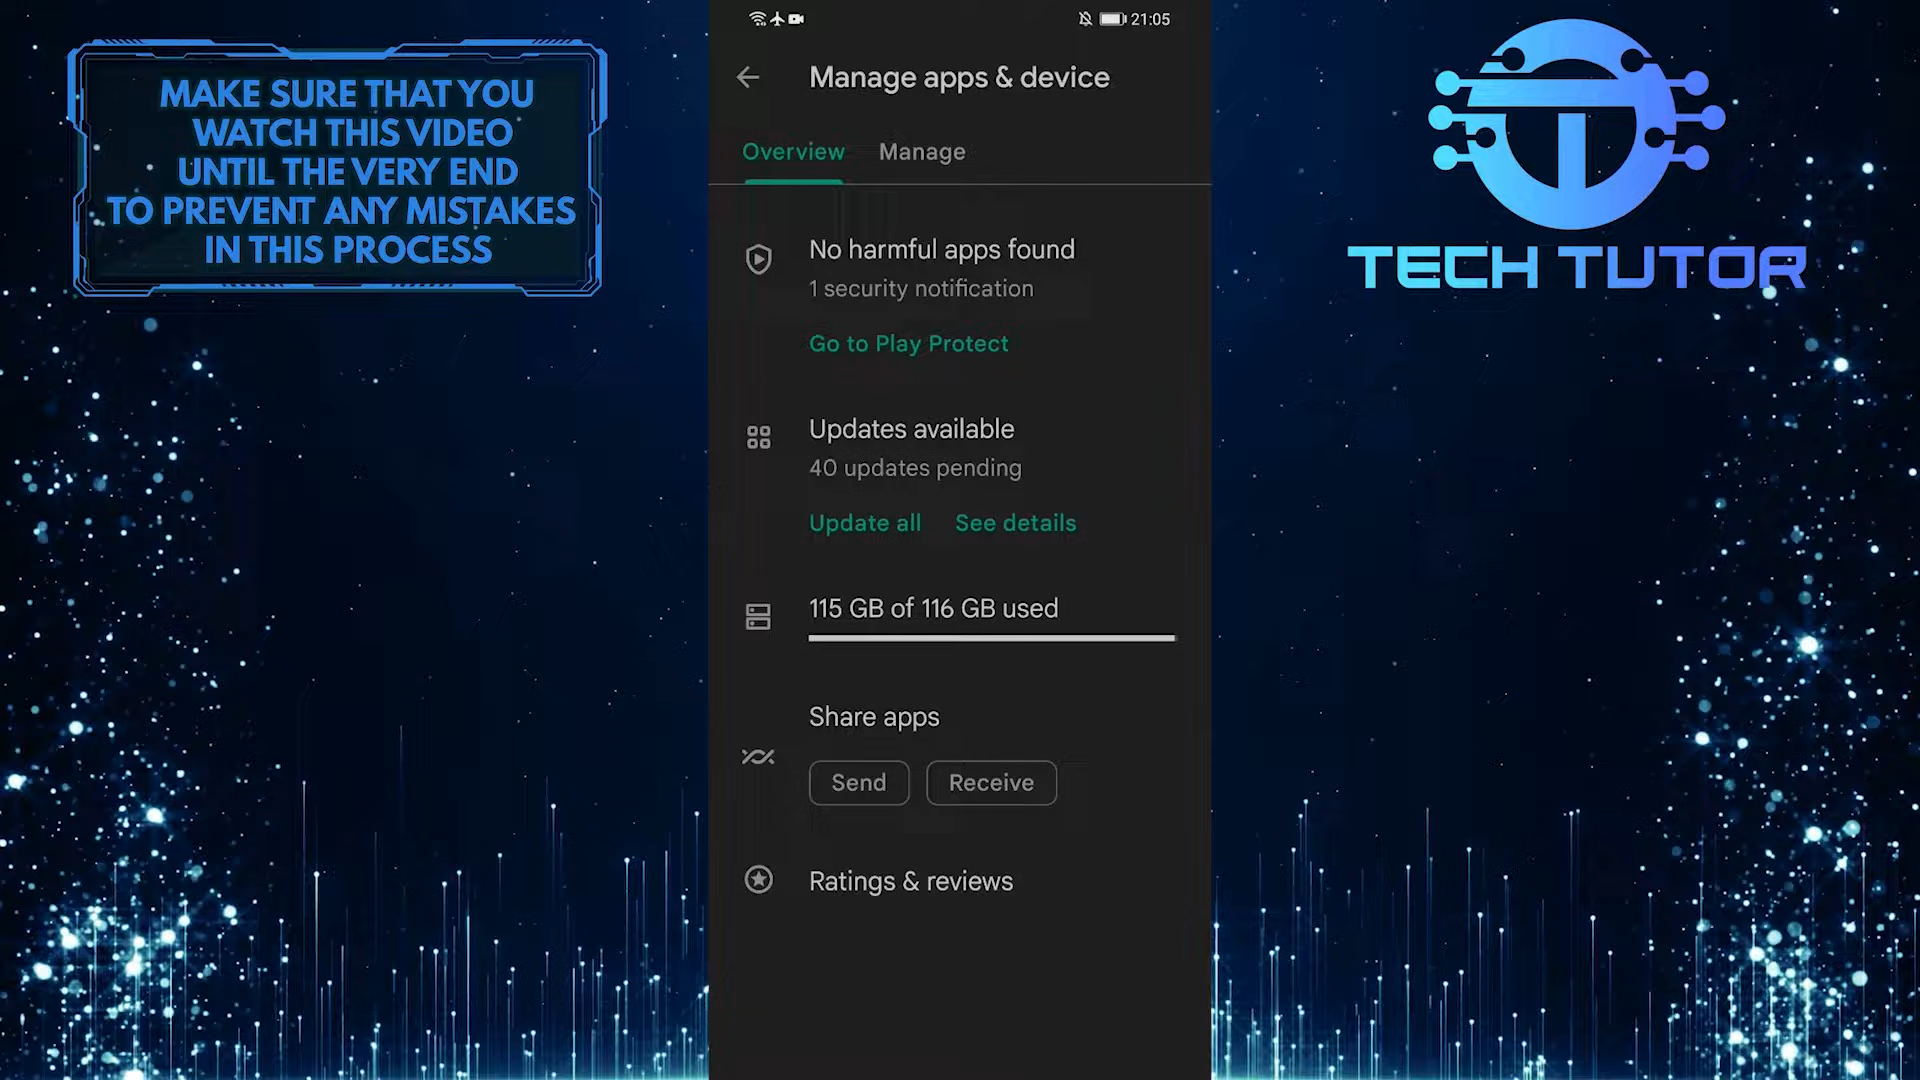 MAKE SURE THAT YOU
WATCH THIS VIDEO
UNTIL THE VERY END
TO PREVENT ANY MISTAKES
IN THIS PROCESS
21:05
Manage apps & device
Overview Manage
No harmful apps found
1 security notification
Go to Play Protect
Updates available
40 updates pending
Update all See details
115 GB of 116 GB used
Share apps
Send Receive
Ratings & reviews
TECH TUTOR